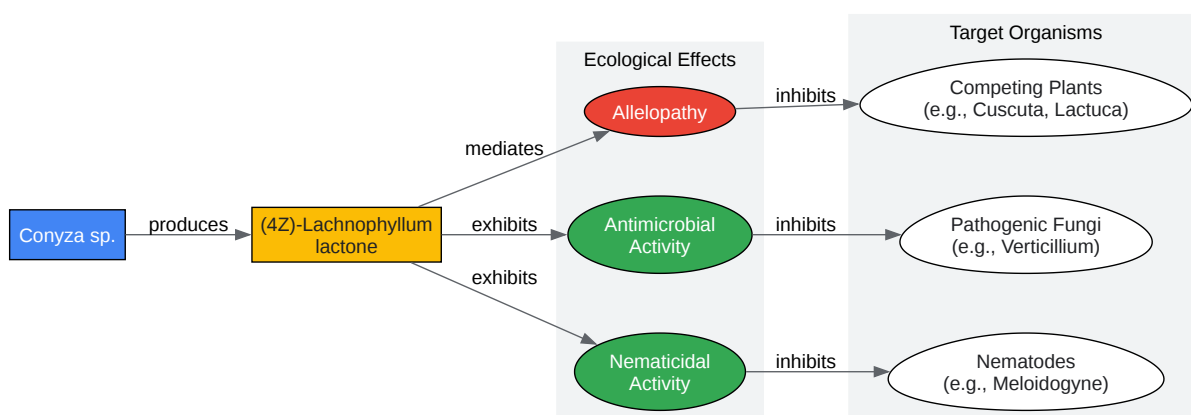 Ecological Effects
Target Organisms
Conyza sp.
produces
(4Z)-Lachnophyllum
lactone
mediates
exhibits
exhibits
Allelopathy
Antimicrobial
Activity
Nematicidal
Activity
inhibits
inhibits
inhibits
Competing Plants
(e.g., Cuscuta, Lactuca)
Pathogenic Fungi
(e.g., Verticillium)
Nematodes
(e.g., Meloidogyne)